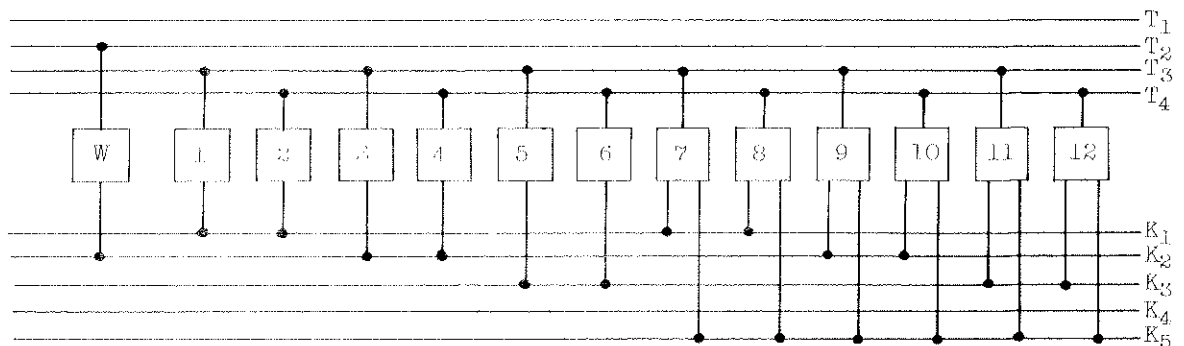 T₁
T₂
T₃
T₄
W 1 2 3 4 5 6 7 8 9 10 11 12
K₁
K₂
K₃
K₄
K₅